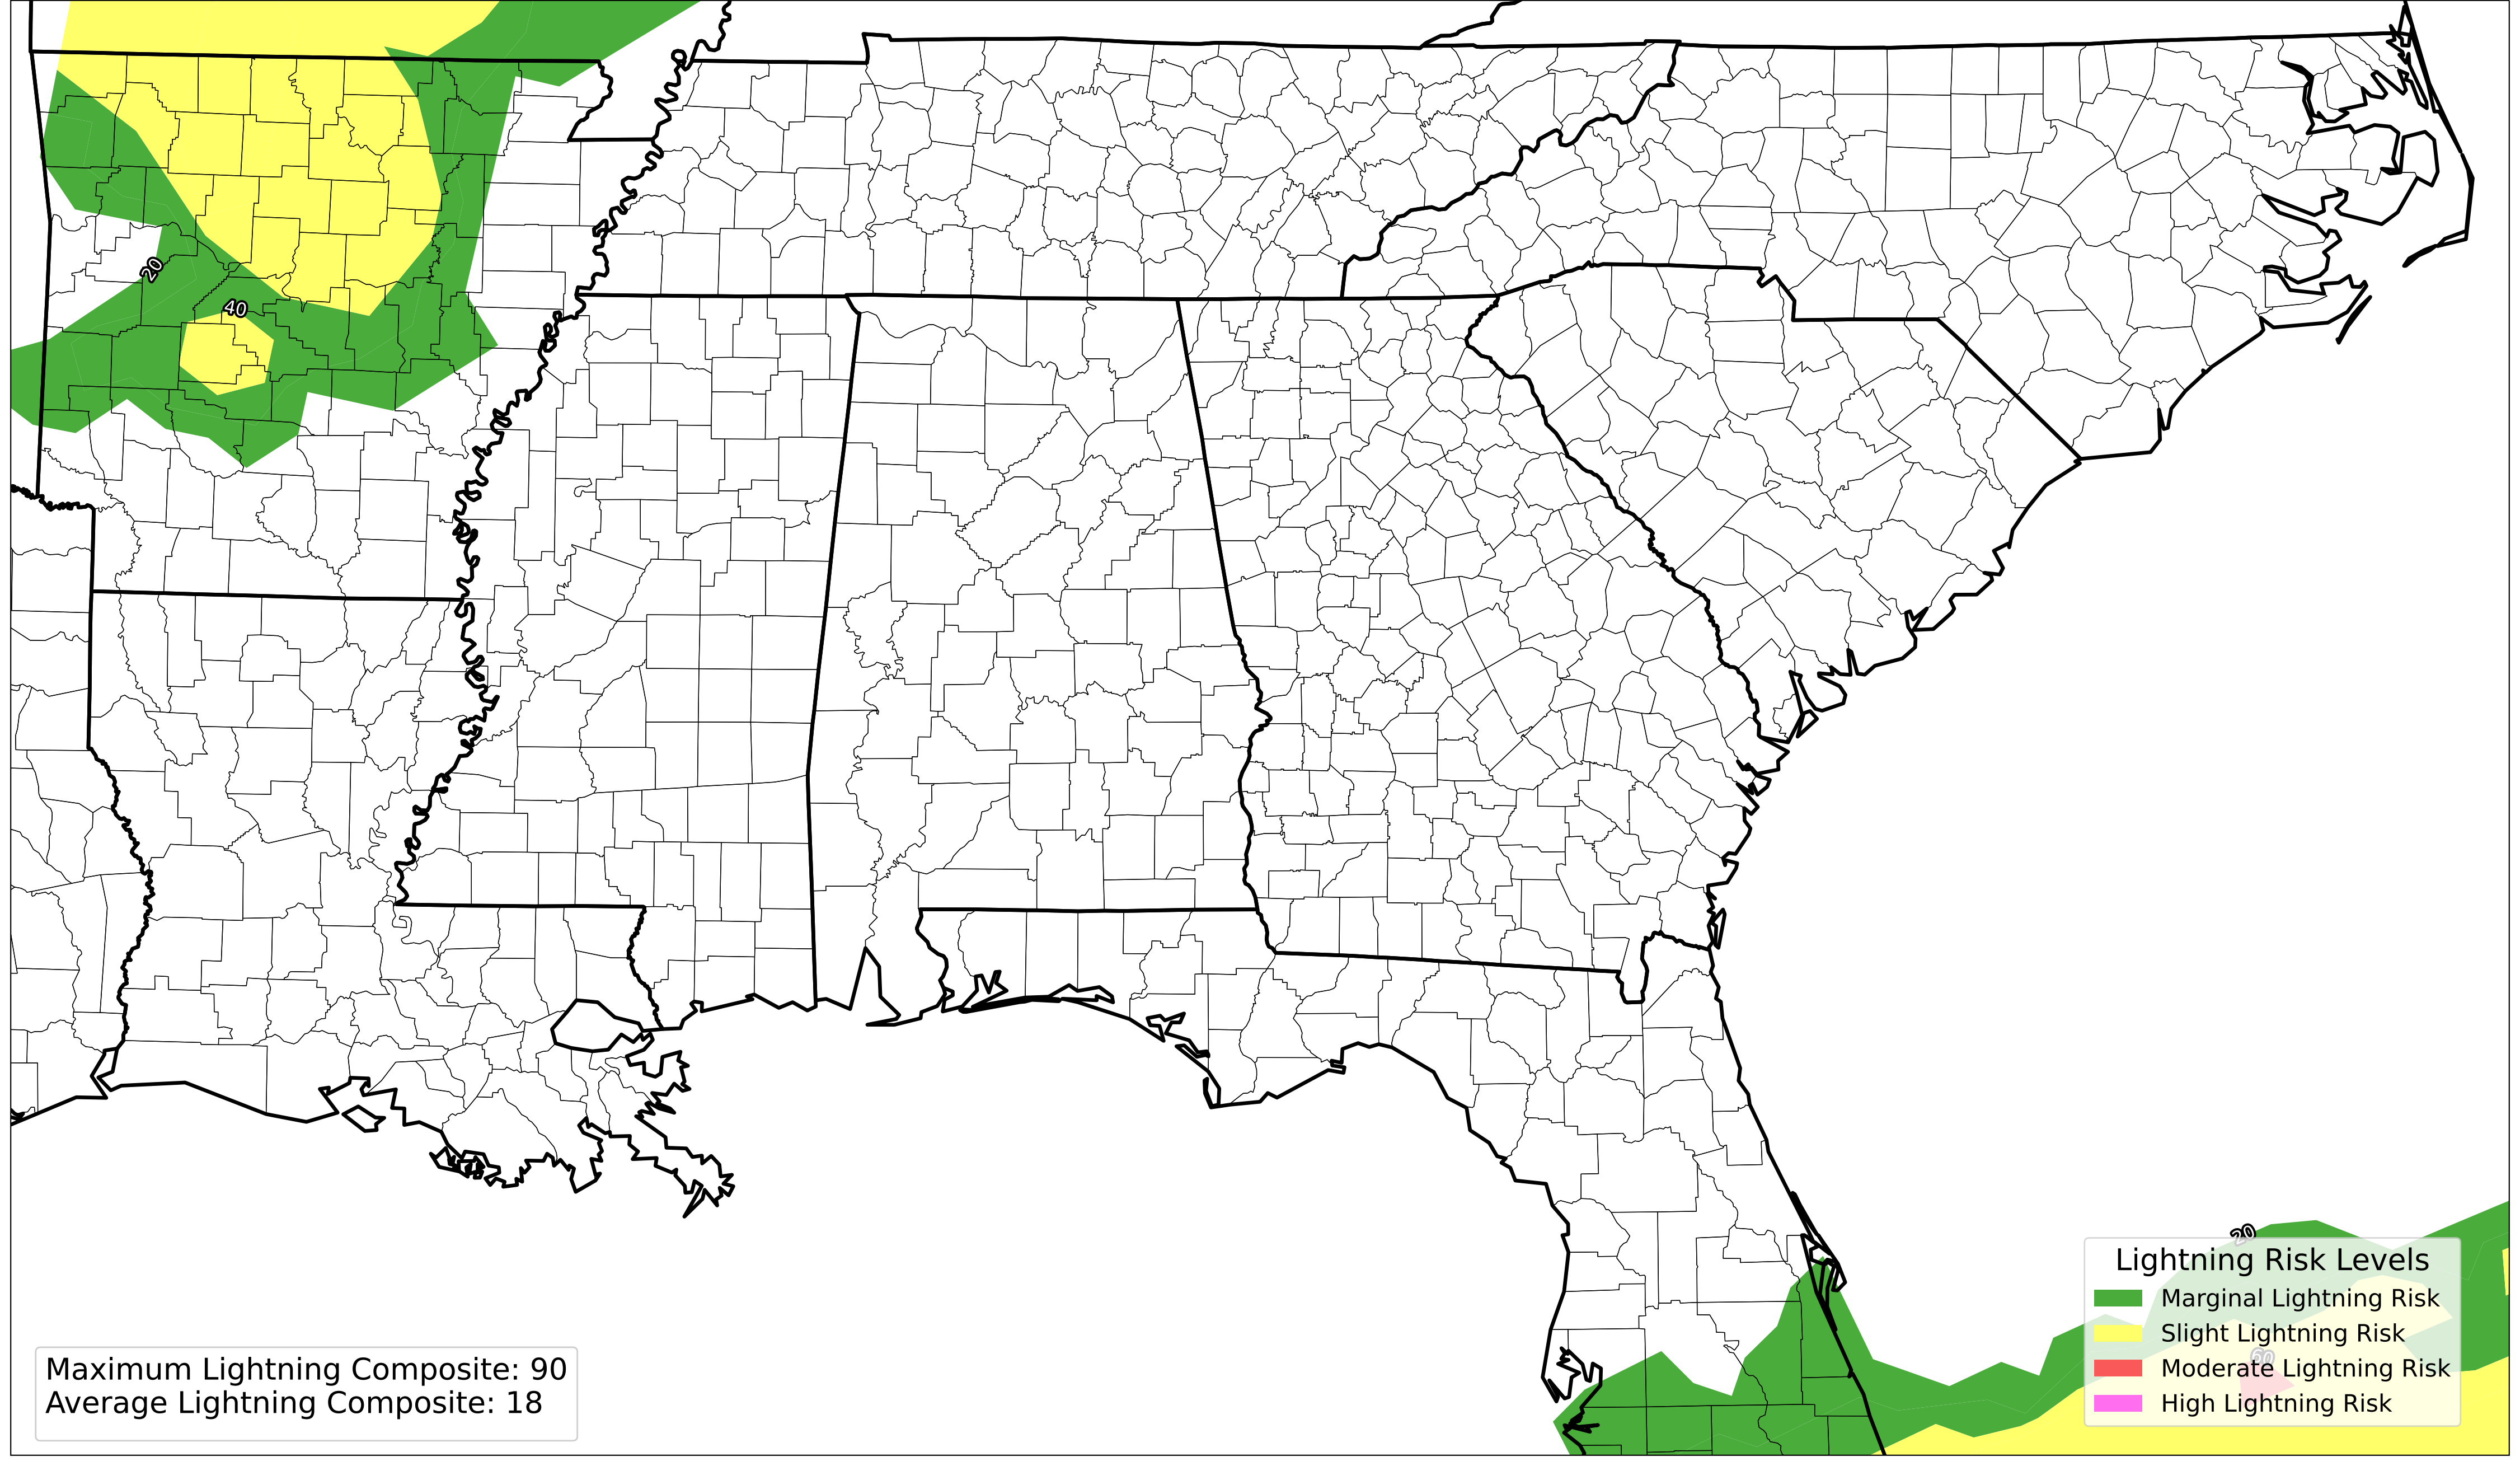 20
40
20
Lightning Risk Levels
Marginal Lightning Risk
Slight Lightning Risk
60
Moderate Lightning Risk
High Lightning Risk
Maximum Lightning Composite: 90
Average Lightning Composite: 18